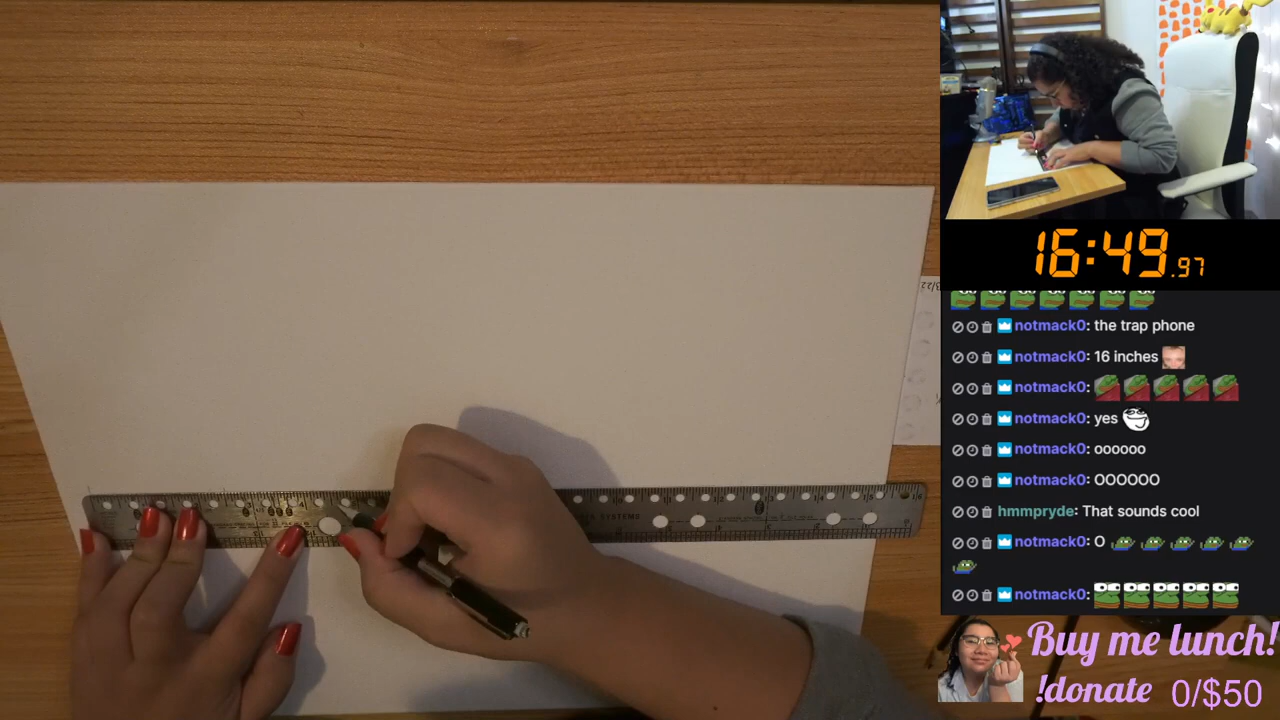 16:49.97
notmack0: the trap phone
notmack0: 16 inches
notmack0:
notmack0: yes
notmack0: oooooo
notmack0: OOOOOO
hmmpryde: That sounds cool
notmack0: O
notmack0:
Buy me lunch!
!donate 0/$50
SYSTEMS